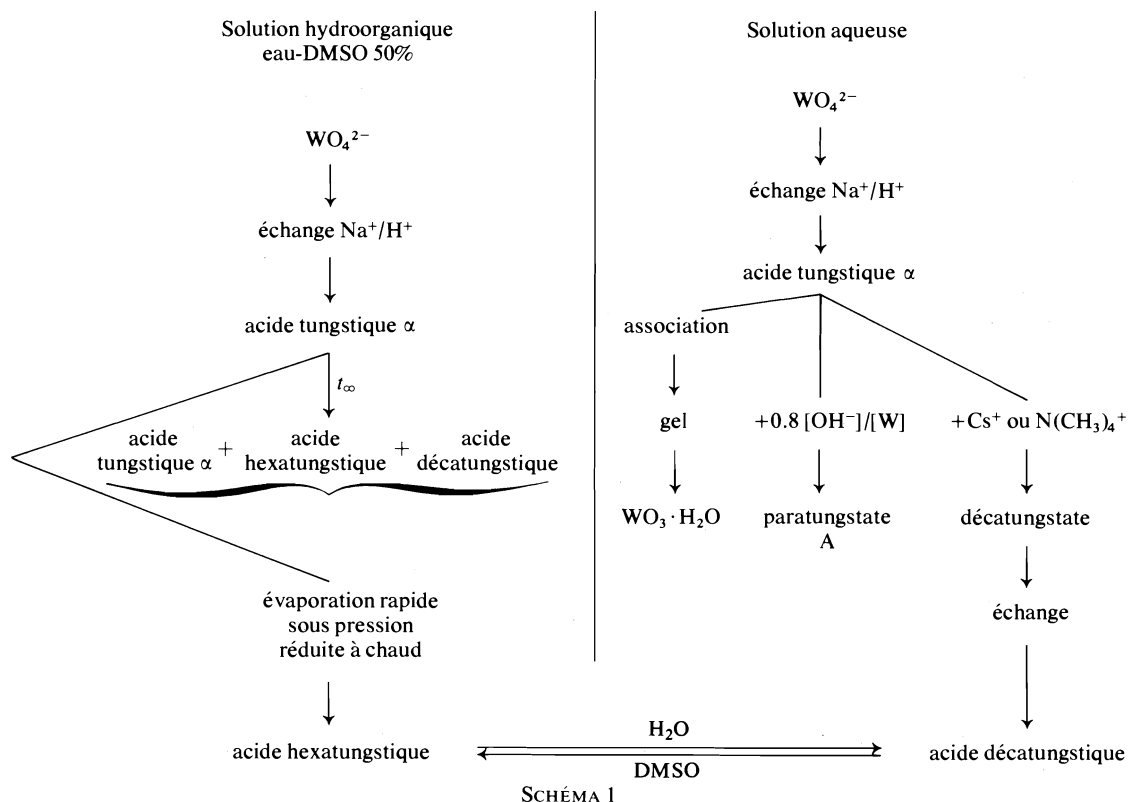 Solution hydroorganique
eau-DMSO 50%
WO₄²⁻
échange Na⁺/H⁺
acide tungstique α
t∞
acide
tungstique α
+
acide
hexatungstique
+
acide
décatungstique
évaporation rapide
sous pression
réduite à chaud
acide hexatungstique
Solution aqueuse
WO₄²⁻
échange Na⁺/H⁺
acide tungstique α
association
gel
WO₃·H₂O
+0.8 [OH⁻]/[W]
paratungstate
A
+Cs⁺ ou N(CH₃)₄⁺
décatungstate
échange
acide décatungstique
H₂O
DMSO
SCHÉMA 1